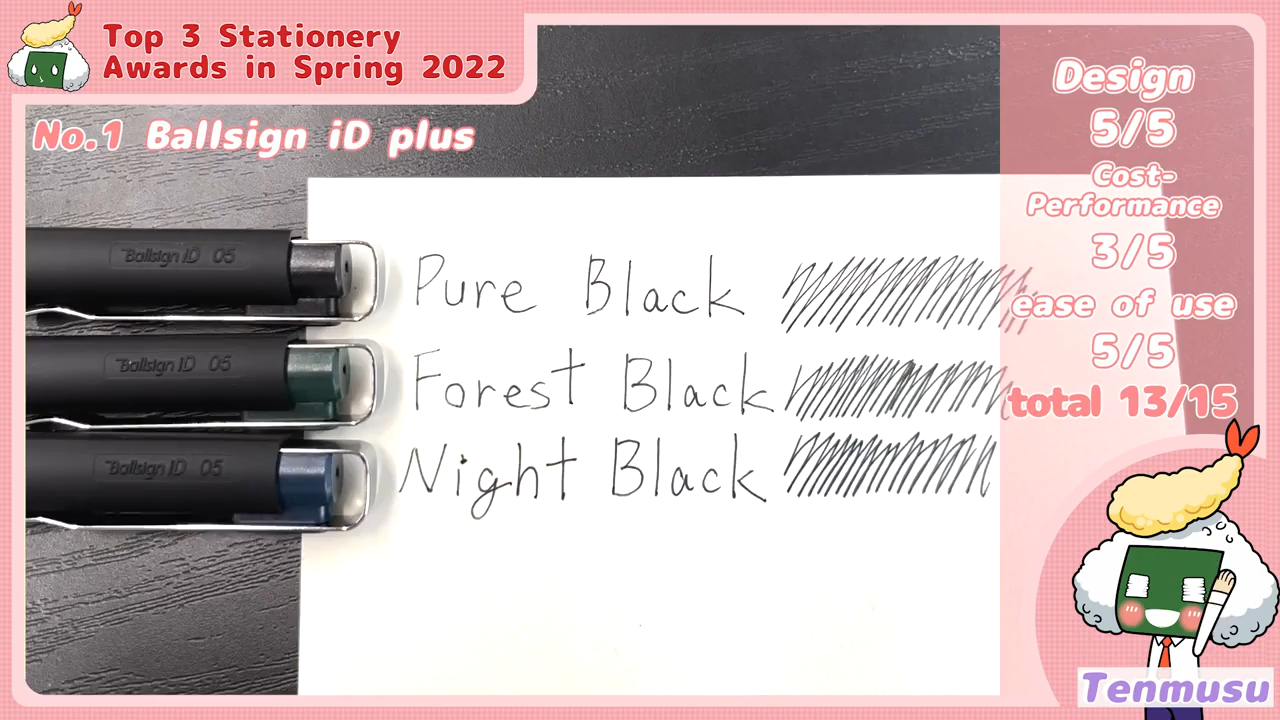 Top 3 Stationery
Awards in Spring 2022
No.1 Ballsign iD plus
Design
5/5
Cost-
Performance
3/5
ease of use
5/5
total 13/15
Ballsign iD 05
Pure Black
Ballsign iD 05
Forest Black
Ballsign iD 05
Night Black
Tenmusu